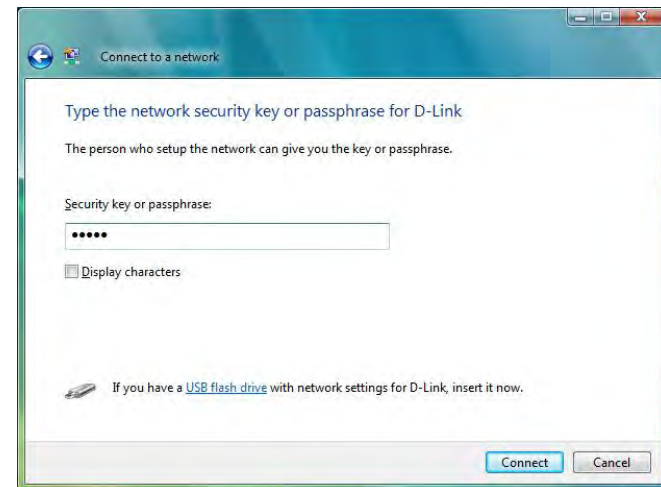 Connect to a network
Type the network security key or passphrase for D-Link
The person who setup the network can give you the key or passphrase.
Security key or passphrase:
•••••
Display characters
If you have a USB flash drive with network settings for D-Link, insert it now.
Connect Cancel